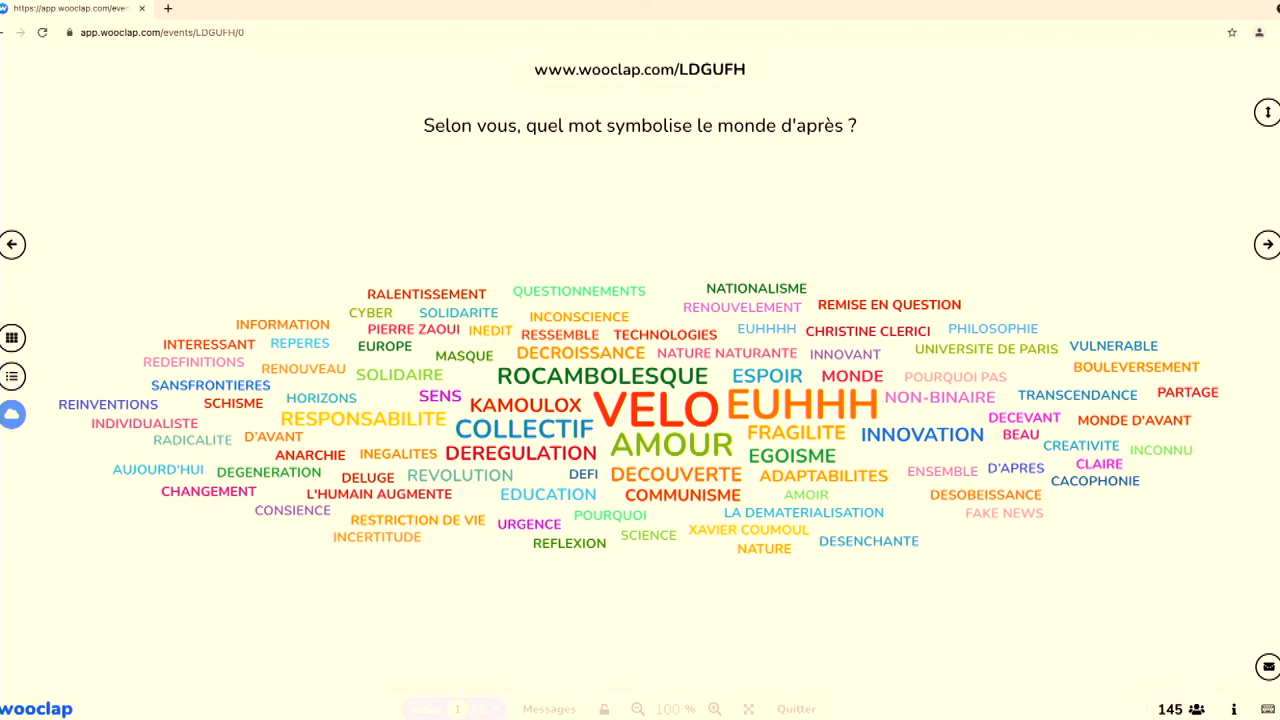 https://app.wooclap.com/even
app.wooclap.com/events/LDGUFH/0
www.wooclap.com/LDGUFH
Selon vous, quel mot symbolise le monde d'après ?
RALENTISSEMENT QUESTIONNEMENTS NATIONALISME
CYBER SOLIDARITE INCONSCIENCE RENOUVELEMENT REMISE EN QUESTION
INFORMATION PIERRE ZAOUI INEDIT RESSEMBLE TECHNOLOGIES EUHHHH CHRISTINE CLERICI PHILOSOPHIE
INTERESSANT REPERES EUROPE MASQUE DECROISSANCE NATURE NATURANTE INNOVANT UNIVERSITE DE PARIS VULNERABLE
REDEFINITIONS RENOUVEAU SOLIDAIRE ROCAMBOLESQUE ESPOIR MONDE POURQUOI PAS BOULEVERSEMENT
SANSFRONTIERES HORIZONS SENS KAMOULOX VELO EUHHH NON-BINAIRE TRANSCENDANCE PARTAGE
REINVENTIONS SCHISME RESPONSABILITE COLLECTIF AMOUR FRAGILITE INNOVATION DECEVANT MONDE D'AVANT
INDIVIDUALISTE D'AVANT BEAU
RADICALITE ANARCHIE INEGALITES DEREGULATION EGOISME CREATIVITE INCONNU
AUJOURD'HUI DEGENERATION DELUGE REVOLUTION DEFI DECOUVERTE ADAPTABILITES ENSEMBLE D'APRES CLAIRE
CACOPHONIE
CHANGEMENT L'HUMAIN AUGMENTE EDUCATION COMMUNISME AMOIR DESOBEISSANCE
CONSIENCE RESTRICTION DE VIE URGENCE POURQUOI LA DEMATERIALISATION FAKE NEWS
INCERTITUDE REFLEXION SCIENCE XAVIER COUMOUL DESENCHANTE
NATURE
wooclap
Votes 1
Messages 100 % Quitter
145